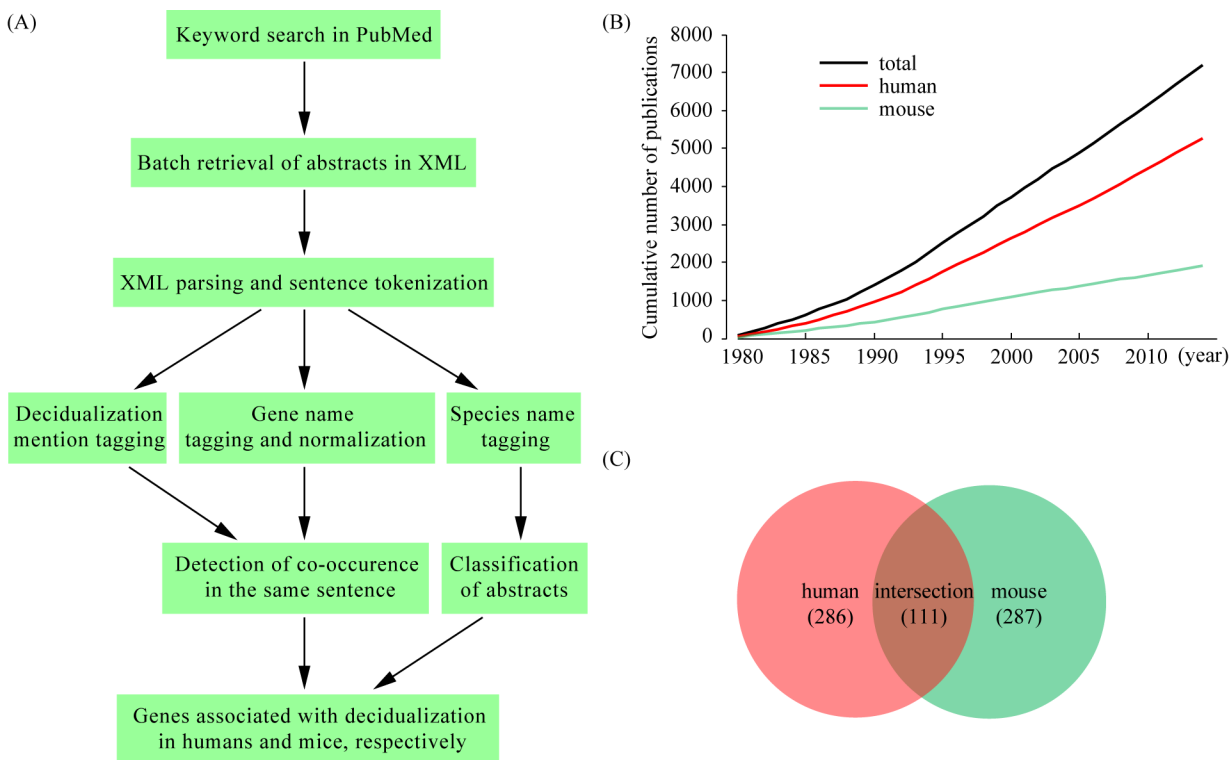 (A)
Keyword search in PubMed
Batch retrieval of abstracts in XML
XML parsing and sentence tokenization
Decidualization
mention tagging
Gene name
tagging and normalization
Species name
tagging
Detection of co-occurence
in the same sentence
Classification
of abstracts
Genes associated with decidualization
in humans and mice, respectively
(B)
Cumulative number of publications
8000
7000
6000
5000
4000
3000
2000
1000
0
total
human
mouse
1980 1985 1990 1995 2000 2005 2010 (year)
(C)
human
(286)
intersection
(111)
mouse
(287)